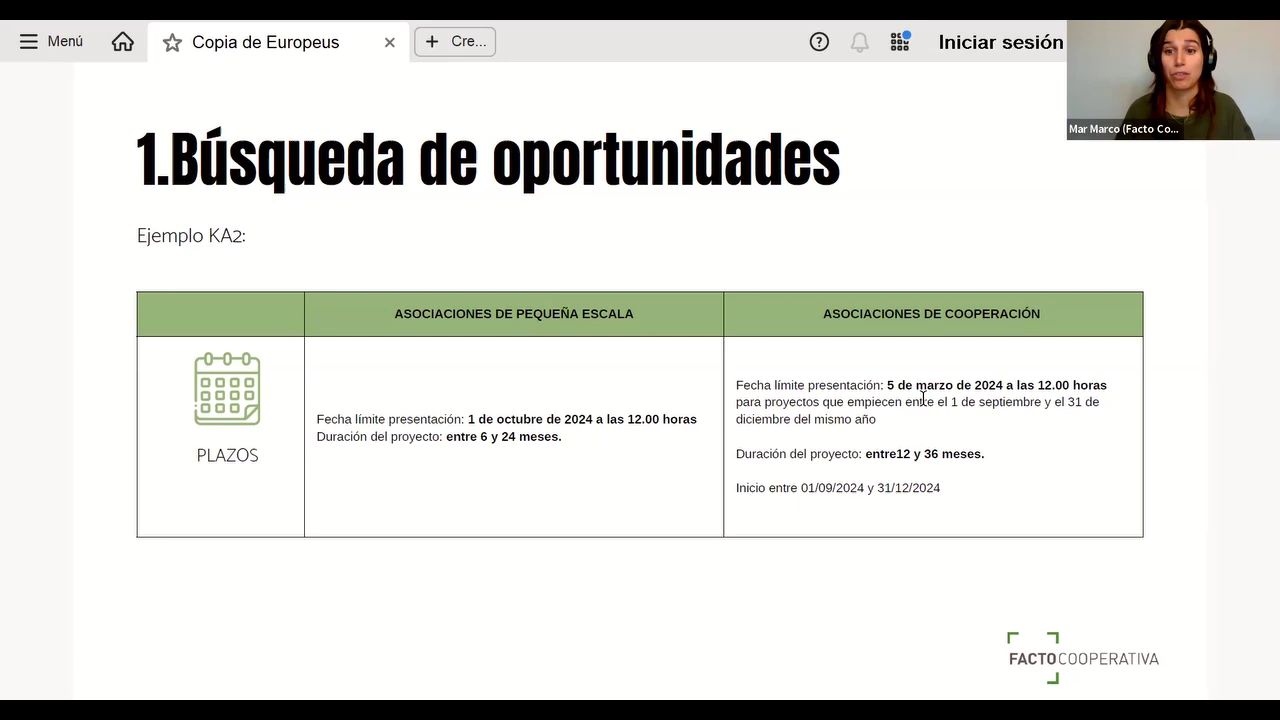 Menú
Copia de Europeus
Cre...
Iniciar sesión
Mar Marco (Facto Co...
1.Búsqueda de oportunidades
Ejemplo KA2:
ASOCIACIONES DE PEQUEÑA ESCALA
ASOCIACIONES DE COOPERACIÓN
PLAZOS
Fecha límite presentación: 1 de octubre de 2024 a las 12.00 horas
Duración del proyecto: entre 6 y 24 meses.
Fecha límite presentación: 5 de marzo de 2024 a las 12.00 horas
para proyectos que empiecen entre el 1 de septiembre y el 31 de
diciembre del mismo año
Duración del proyecto: entre12 y 36 meses.
Inicio entre 01/09/2024 y 31/12/2024
FACTOCOOPERATIVA